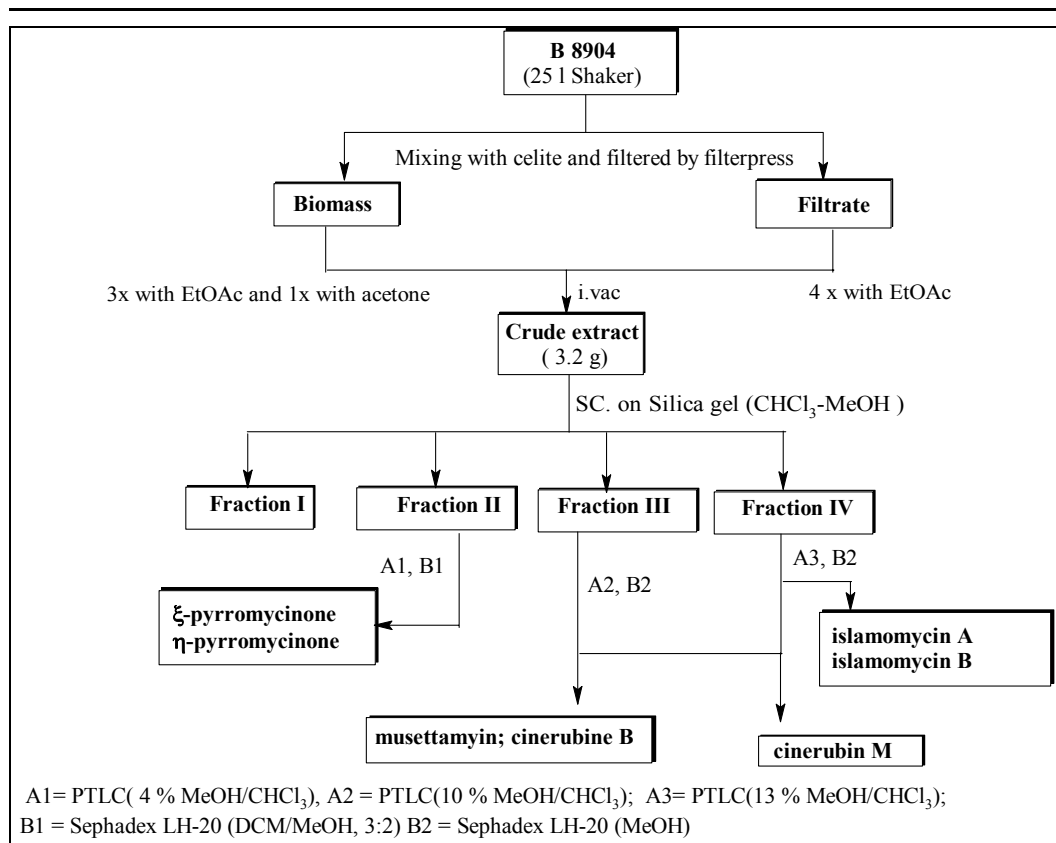 B 8904
(25 l Shaker)
Mixing with celite and filtered by filterpress
Biomass
Filtrate
3x with EtOAc and 1x with acetone
i.vac
4 x with EtOAc
Crude extract
( 3.2 g)
SC. on Silica gel (CHCl₃-MeOH )
Fraction I
Fraction II
Fraction III
Fraction IV
A1, B1
A2, B2
A3, B2
ξ-pyrromycinone
η-pyrromycinone
islamomycin A
islamomycin B
musettamyin; cinerubine B
cinerubin M
A1= PTLC( 4 % MeOH/CHCl₃), A2 = PTLC(10 % MeOH/CHCl₃); A3= PTLC(13 % MeOH/CHCl₃);
B1 = Sephadex LH-20 (DCM/MeOH, 3:2) B2 = Sephadex LH-20 (MeOH)